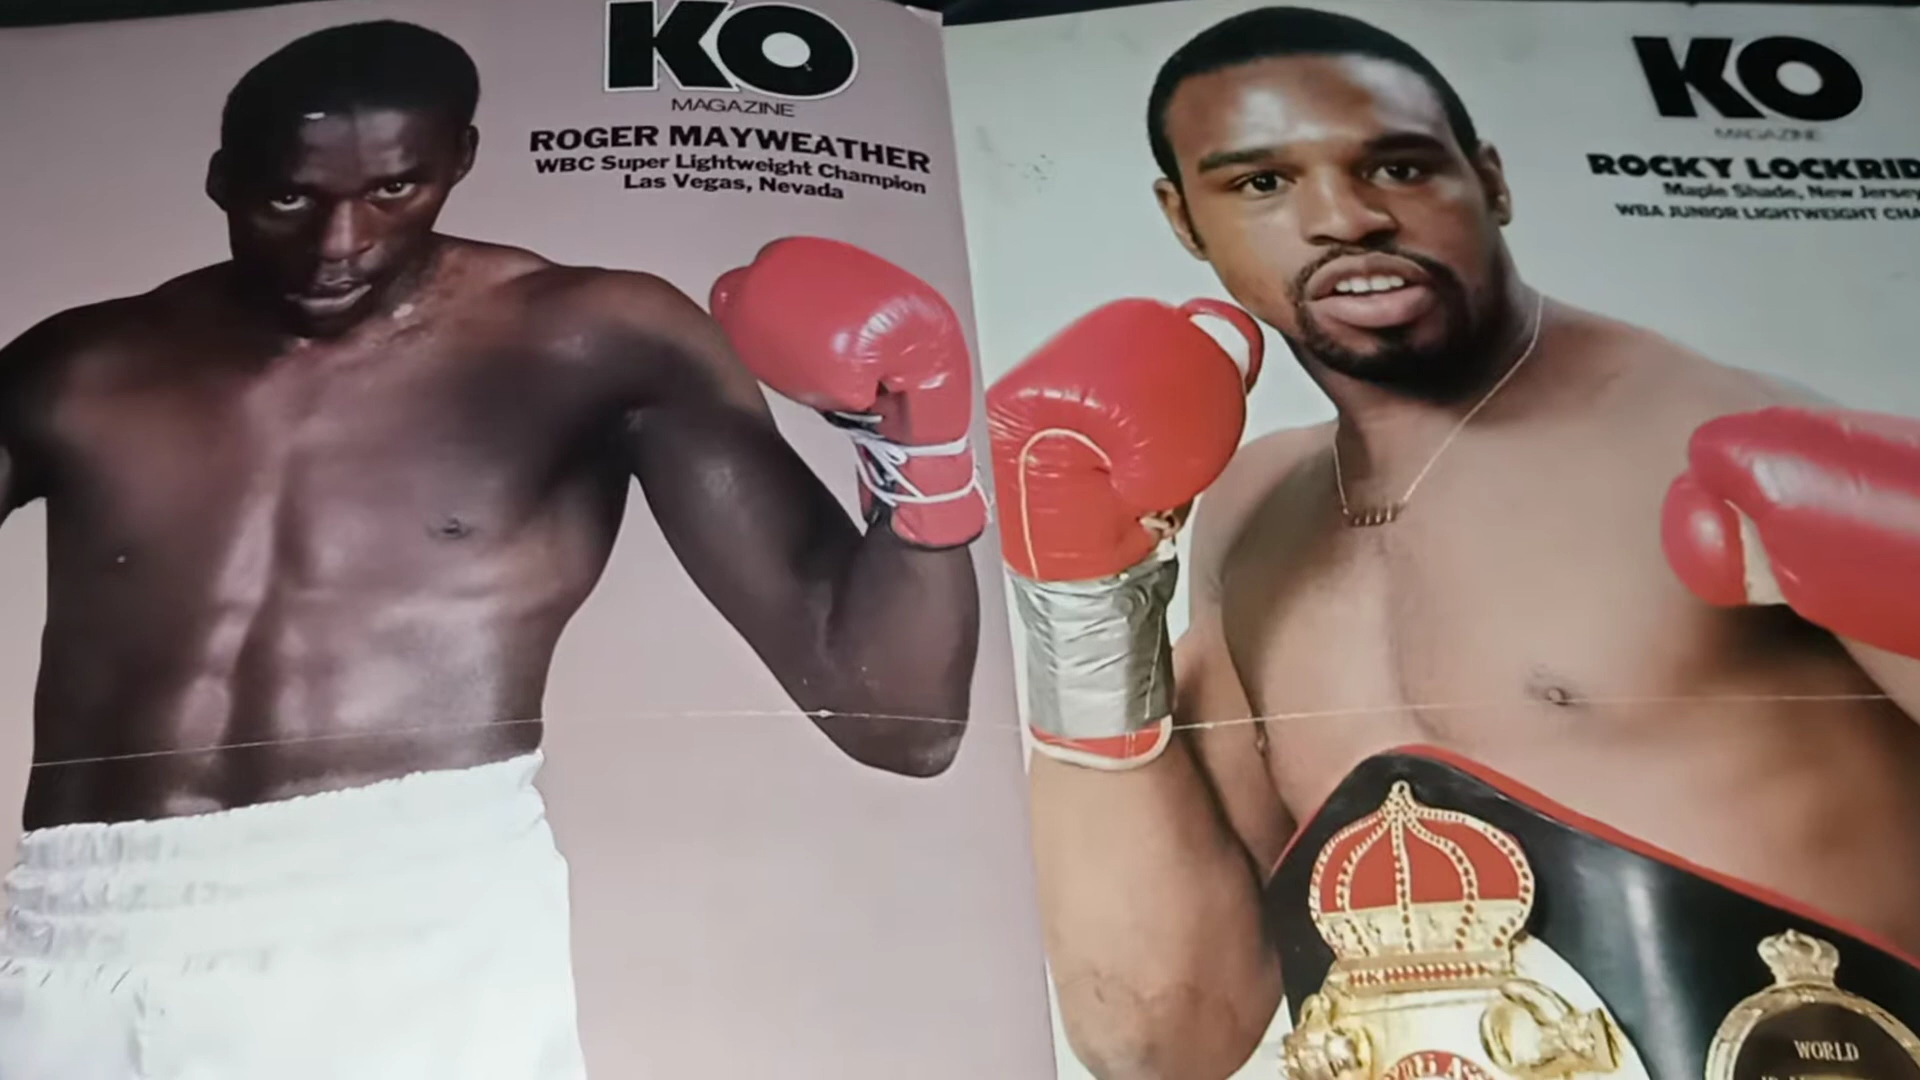 KO
MAGAZINE
ROGER MAYWEATHER
WBC Super Lightweight Champion
Las Vegas, Nevada
KO
MAGAZINE
ROCKY LOCKRID
Maple Shade, New Jersey
WBA JUNIOR LIGHTWEIGHT CHA
WORLD